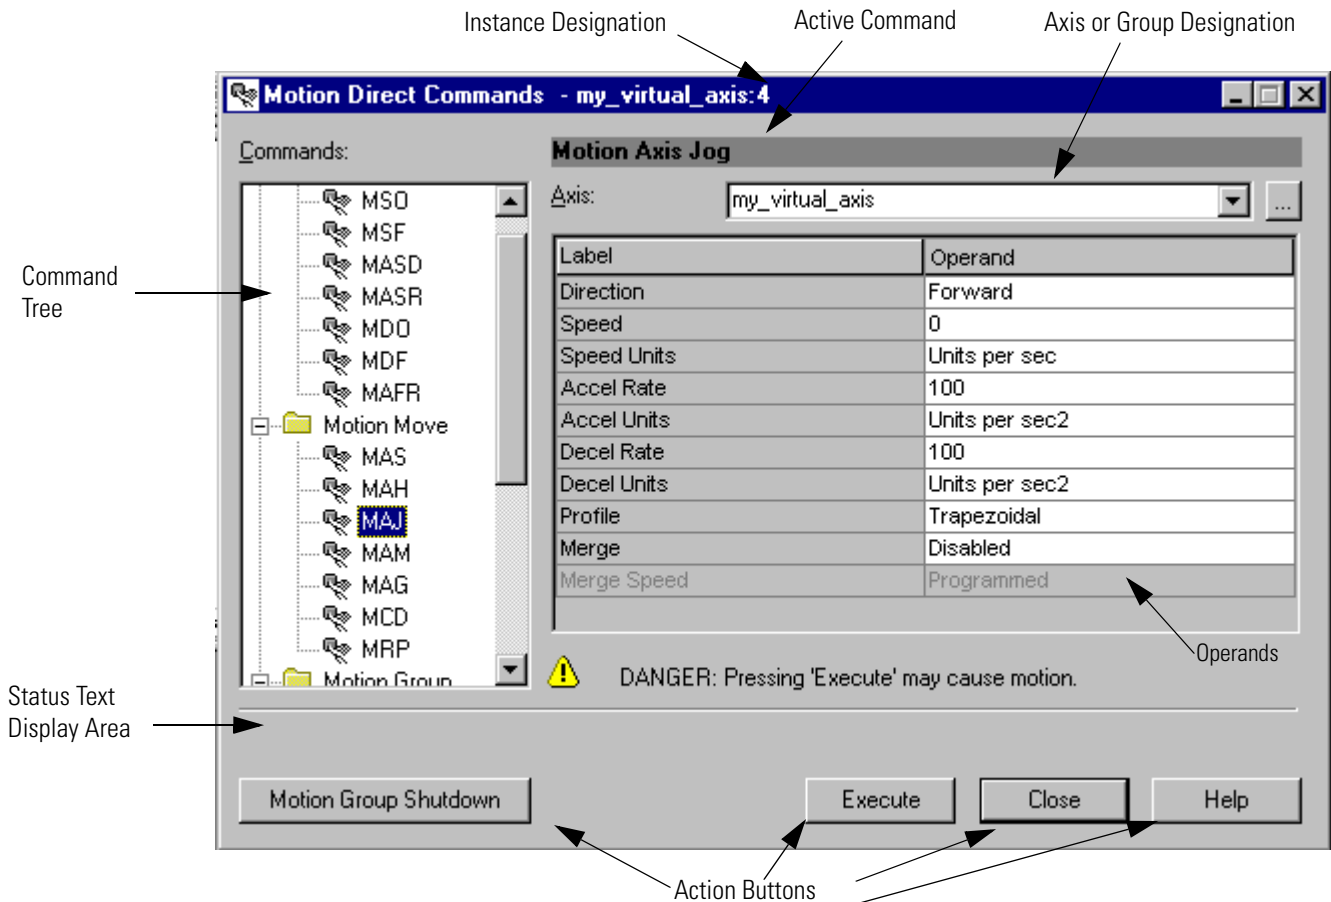 Instance Designation
Active Command
Axis or Group Designation
Motion Direct Commands - my_virtual_axis:4
Commands:
Motion Axis Jog
Axis:
my_virtual_axis
...
Command
Tree
MSO
MSF
MASD
MASR
MDO
MDF
MAFR
Motion Move
MAS
MAH
MAJ
MAM
MAG
MCD
MRP
Motion Group
Label Operand
Direction Forward
Speed 0
Speed Units Units per sec
Accel Rate 100
Accel Units Units per sec2
Decel Rate 100
Decel Units Units per sec2
Profile Trapezoidal
Merge Disabled
Merge Speed Programmed
Operands
DANGER: Pressing 'Execute' may cause motion.
Status Text
Display Area
Motion Group Shutdown
Execute
Close
Help
Action Buttons